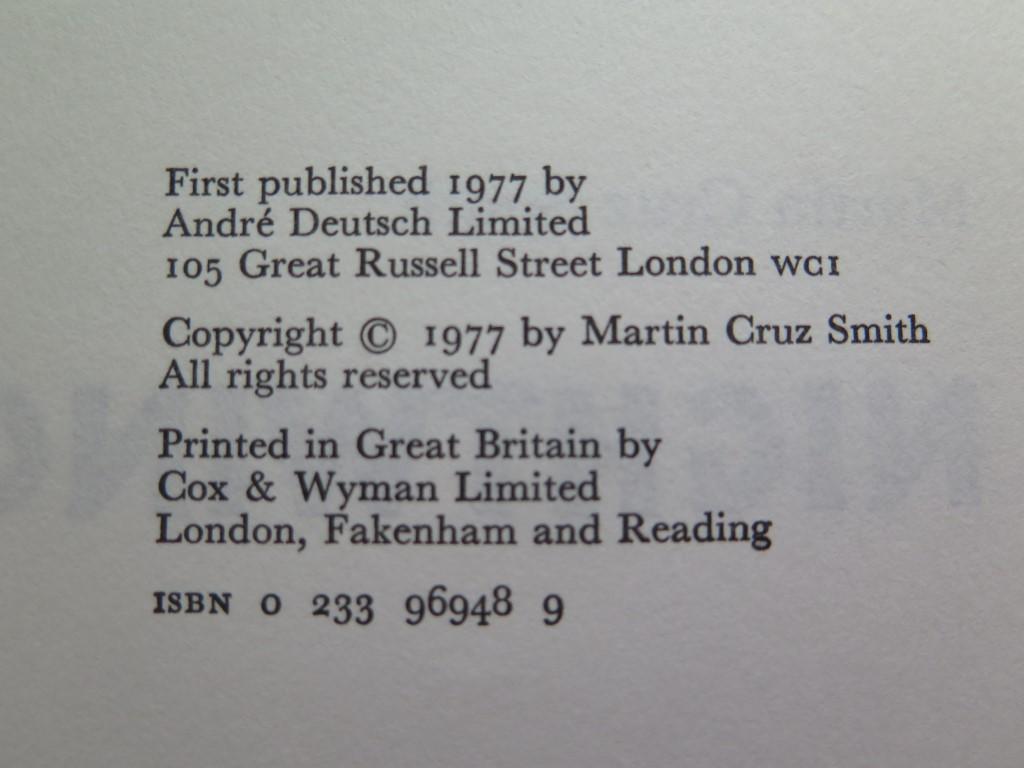 First published 1977 by
André Deutsch Limited
105 Great Russell Street London WC1
Copyright © 1977 by Martin Cruz Smith
All rights reserved
Printed in Great Britain by
Cox & Wyman Limited
London, Fakenham and Reading
ISBN 0 233 96948 9